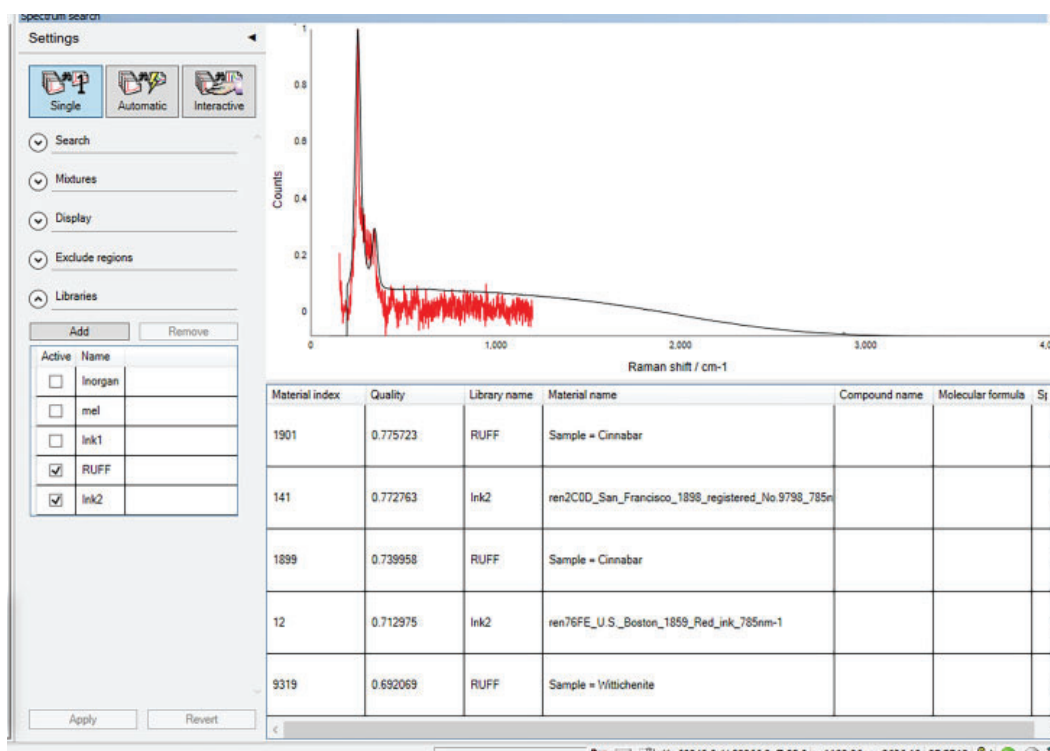 Spectrum search
Settings
Single
Automatic
Interactive
Search
Mixtures
Display
Exclude regions
Libraries
Add
Remove
Active Name
Inorgan
mel
Ink1
RUFF
Ink2
Apply
Revert
1
0.8
0.6
0.4
0.2
0
Counts
0 1,000 2,000 3,000 4,0
Raman shift / cm-1
Material index Quality Library name Material name Compound name Molecular formula Sp
1901 0.775723 RUFF Sample = Cinnabar
141 0.772763 Ink2 ren2C0D_San_Francisco_1898_registered_No.9798_785n
1899 0.739958 RUFF Sample = Cinnabar
12 0.712975 Ink2 ren76FE_U.S._Boston_1859_Red_ink_785nm-1
9319 0.692069 RUFF Sample = Wittichenite